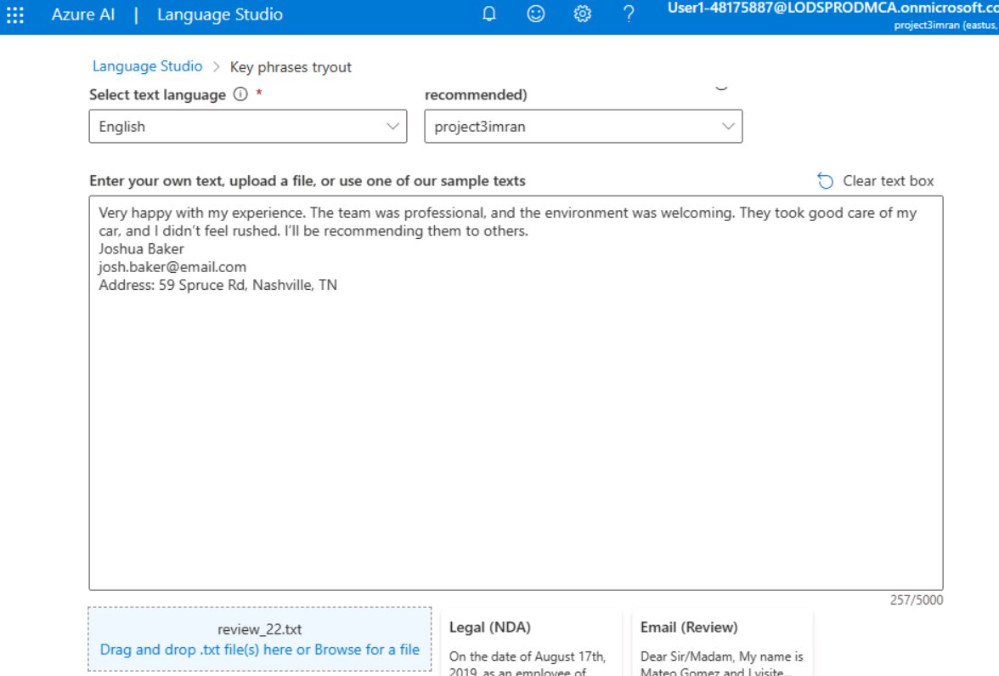 Azure AI | Language Studio
User1-48175887@LODSPRODMCA.onmicrosoft.co
project3imran (eastus,
Language Studio > Key phrases tryout
Select text language * recommended)
English project3imran
Enter your own text, upload a file, or use one of our sample texts Clear text box
Very happy with my experience. The team was professional, and the environment was welcoming. They took good care of my
car, and I didn't feel rushed. I'll be recommending them to others.
Joshua Baker
josh.baker@email.com
Address: 59 Spruce Rd, Nashville, TN
257/5000
review_22.txt
Drag and drop .txt file(s) here or Browse for a file
Legal (NDA)
On the date of August 17th,
2019, as an employee of
Email (Review)
Dear Sir/Madam, My name is
Mateo Gomez and I visite...